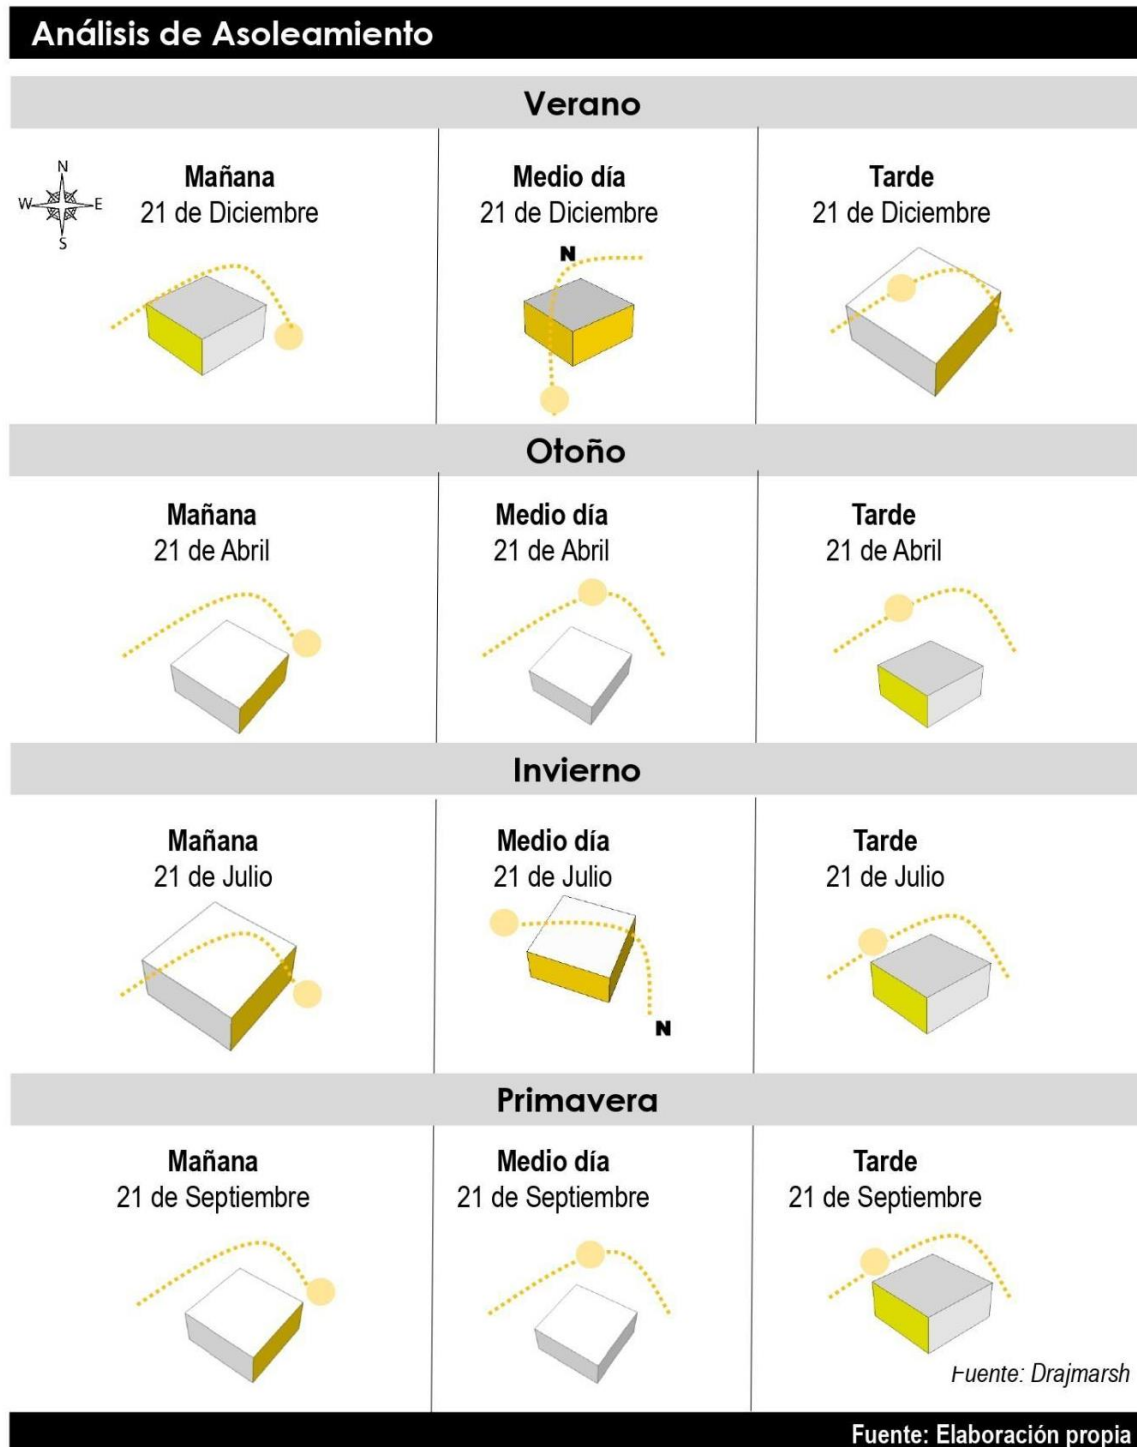 Análisis de Asoleamiento
Verano
N
W E
S
Mañana
21 de Diciembre
Medio día
21 de Diciembre
N
Tarde
21 de Diciembre
Otoño
Mañana
21 de Abril
Medio día
21 de Abril
Tarde
21 de Abril
Invierno
Mañana
21 de Julio
Medio día
21 de Julio
N
Tarde
21 de Julio
Primavera
Mañana
21 de Septiembre
Medio día
21 de Septiembre
Tarde
21 de Septiembre
Fuente: Drajmarsh
Fuente: Elaboración propia